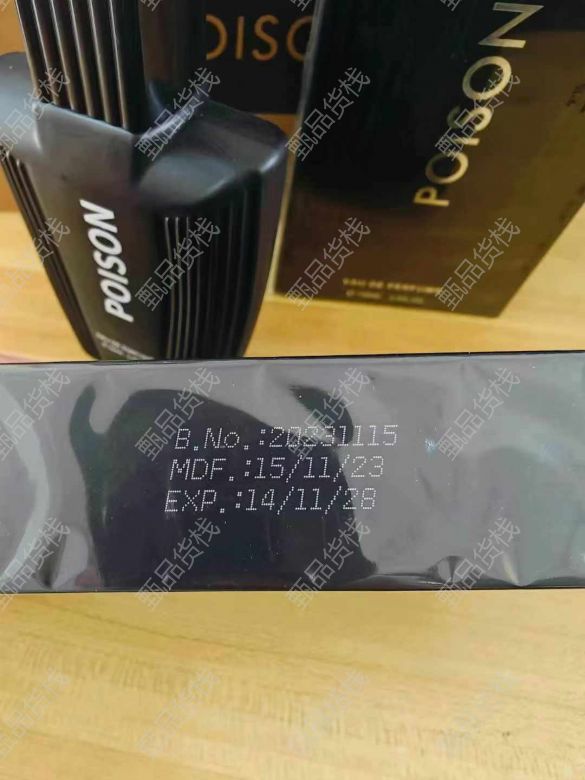 POISON
POISON
POISON
EAU DE PARFUM
B.No.:20231115
MDF.:15/11/23
EXP.:14/11/28
甄品货栈